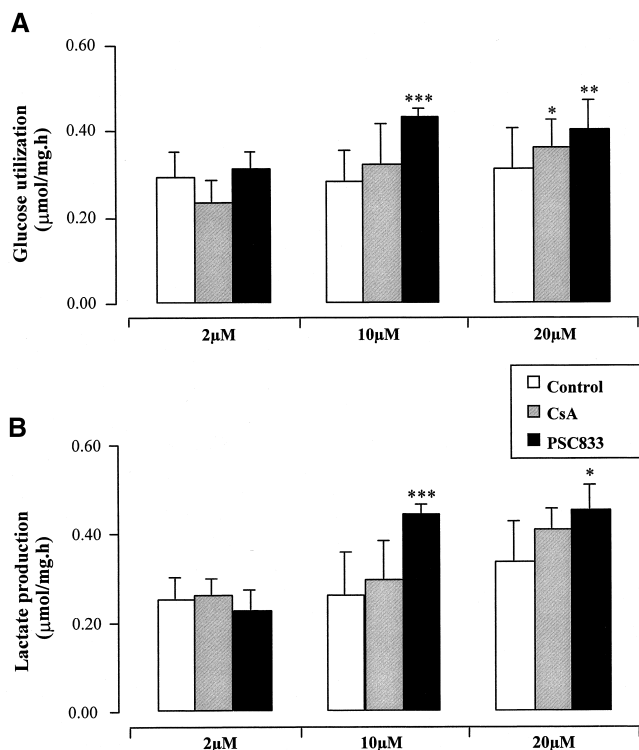 A
0.60
0.40
0.20
0.00
Glucose utilization
(μmol/mg.h)
***
*
**
2μM
10μM
20μM
Control
CsA
PSC833
B
0.60
0.40
0.20
0.00
Lactate production
(μmol/mg.h)
***
*
2μM
10μM
20μM